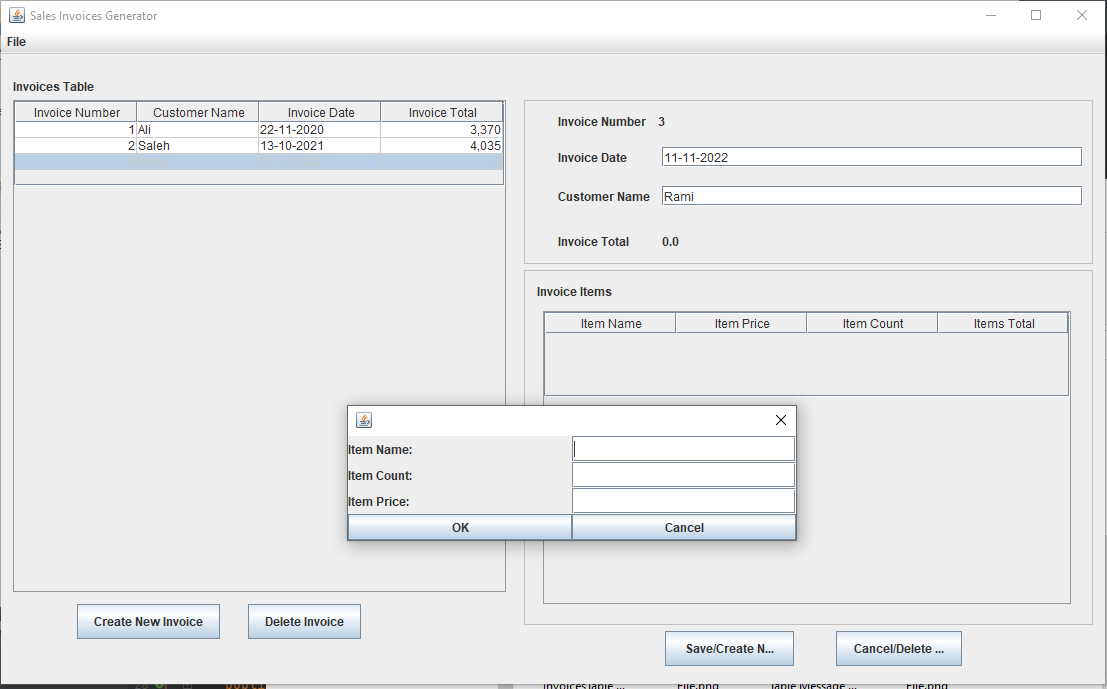 Sales Invoices Generator
File
Invoices Table
Invoice Number Customer Name Invoice Date Invoice Total
1 Ali 22-11-2020 3,370
2 Saleh 13-10-2021 4,035
Invoice Number 3
Invoice Date 11-11-2022
Customer Name Rami
Invoice Total 0.0
Invoice Items
Item Name Item Price Item Count Items Total
Item Name:
Item Count:
Item Price:
OK Cancel
Create New Invoice Delete Invoice
Save/Create N... Cancel/Delete ...
InvoicesTable ... File.png Table Message ... File.png